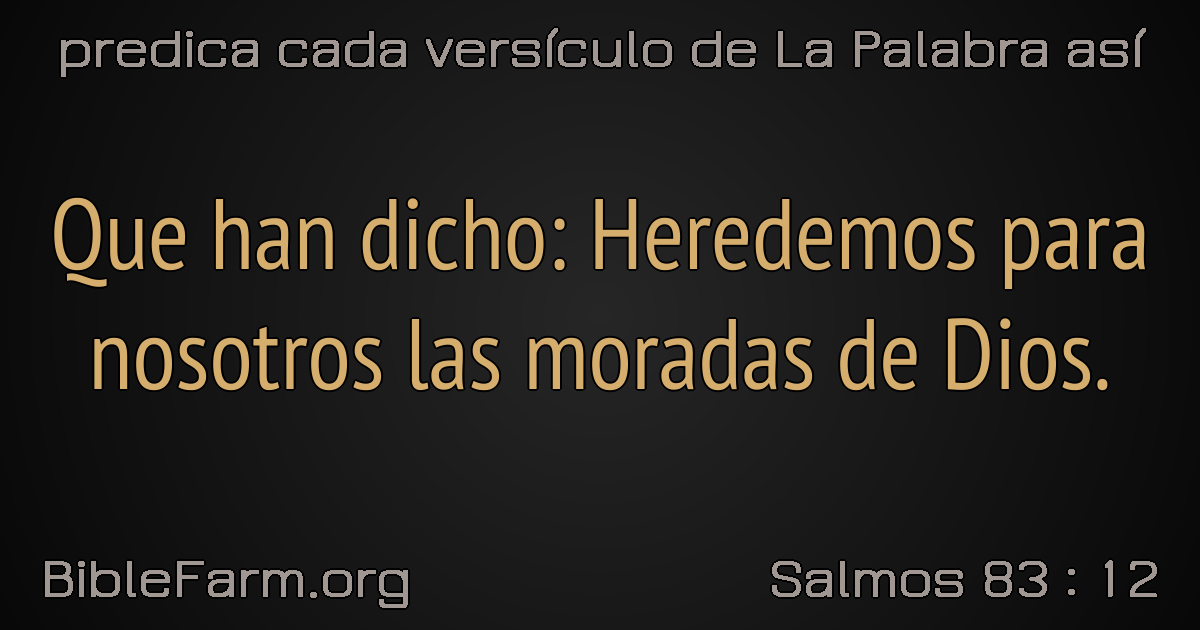 predica cada versículo de La Palabra así
Que han dicho: Heredemos para
nosotros las moradas de Dios.
BibleFarm.org
Salmos 83 : 12